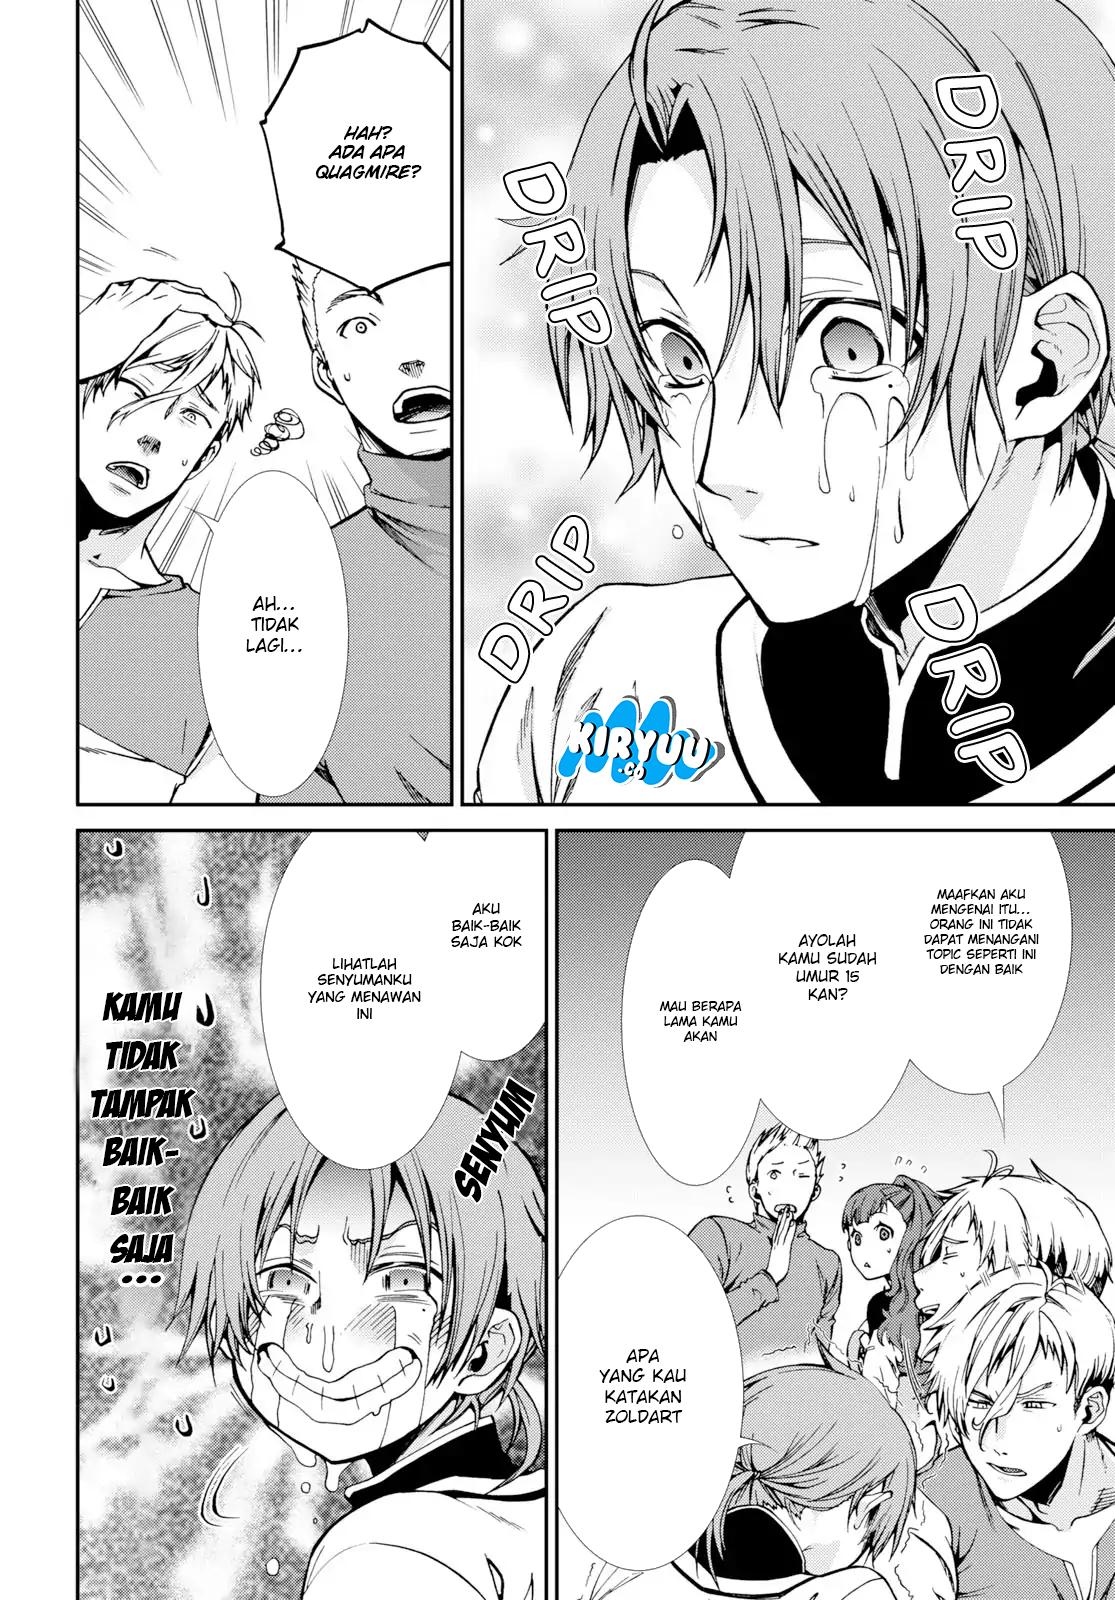 DRIP
DRIP
DRIP
DRIP
KIRYUU
.CO
HAH?
ADA APA
QUAGMIRE?
AH...
TIDAK
LAGI...
MAAFKAN AKU
MENGENAI ITU...
ORANG INI TIDAK
DAPAT MENANGANI
TOPIC SEPERTI INI
DENGAN BAIK
AYOLAH
KAMU SUDAH
UMUR 15
KAN?
MAU BERAPA
LAMA KAMU
AKAN
APA
YANG KAU
KATAKAN
ZOLDART
AKU
BAIK-BAIK
SAJA KOK
LIHATLAH
SENYUMANKU
YANG MENAWAN
INI
SENYUM
KAMU
TIDAK
TAMPAK
BAIK-
BAIK
SAJA
...